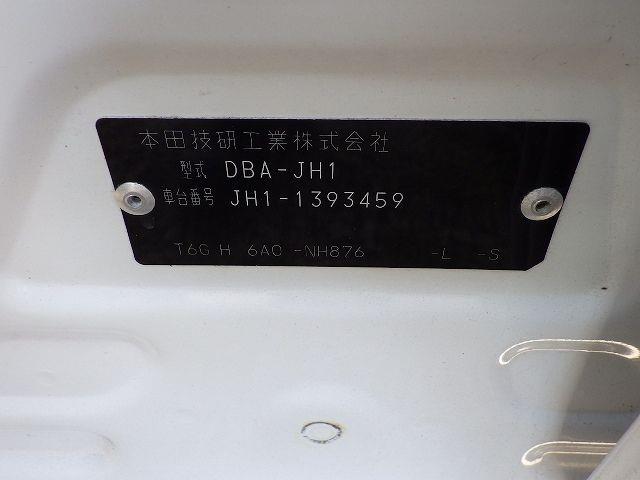 本田技研工業株式会社
型式 DBA-JH1
車台番号 JH1-1393459
T6G H 6A0 -NH876 -L -S